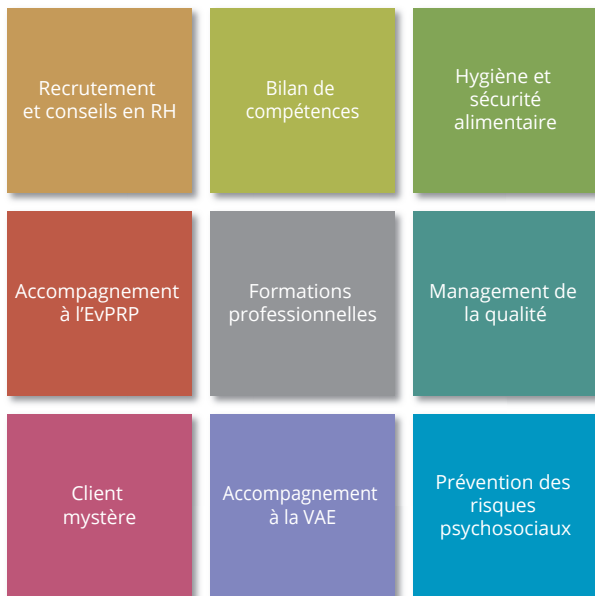 Recrutement
et conseils en RH
Bilan de
compétences
Hygiène et
sécurité
alimentaire
Accompagnement
à l’EvPRP
Formations
professionnelles
Management de
la qualité
Client
mystère
Accompagnement
à la VAE
Prévention des
risques
psychosociaux